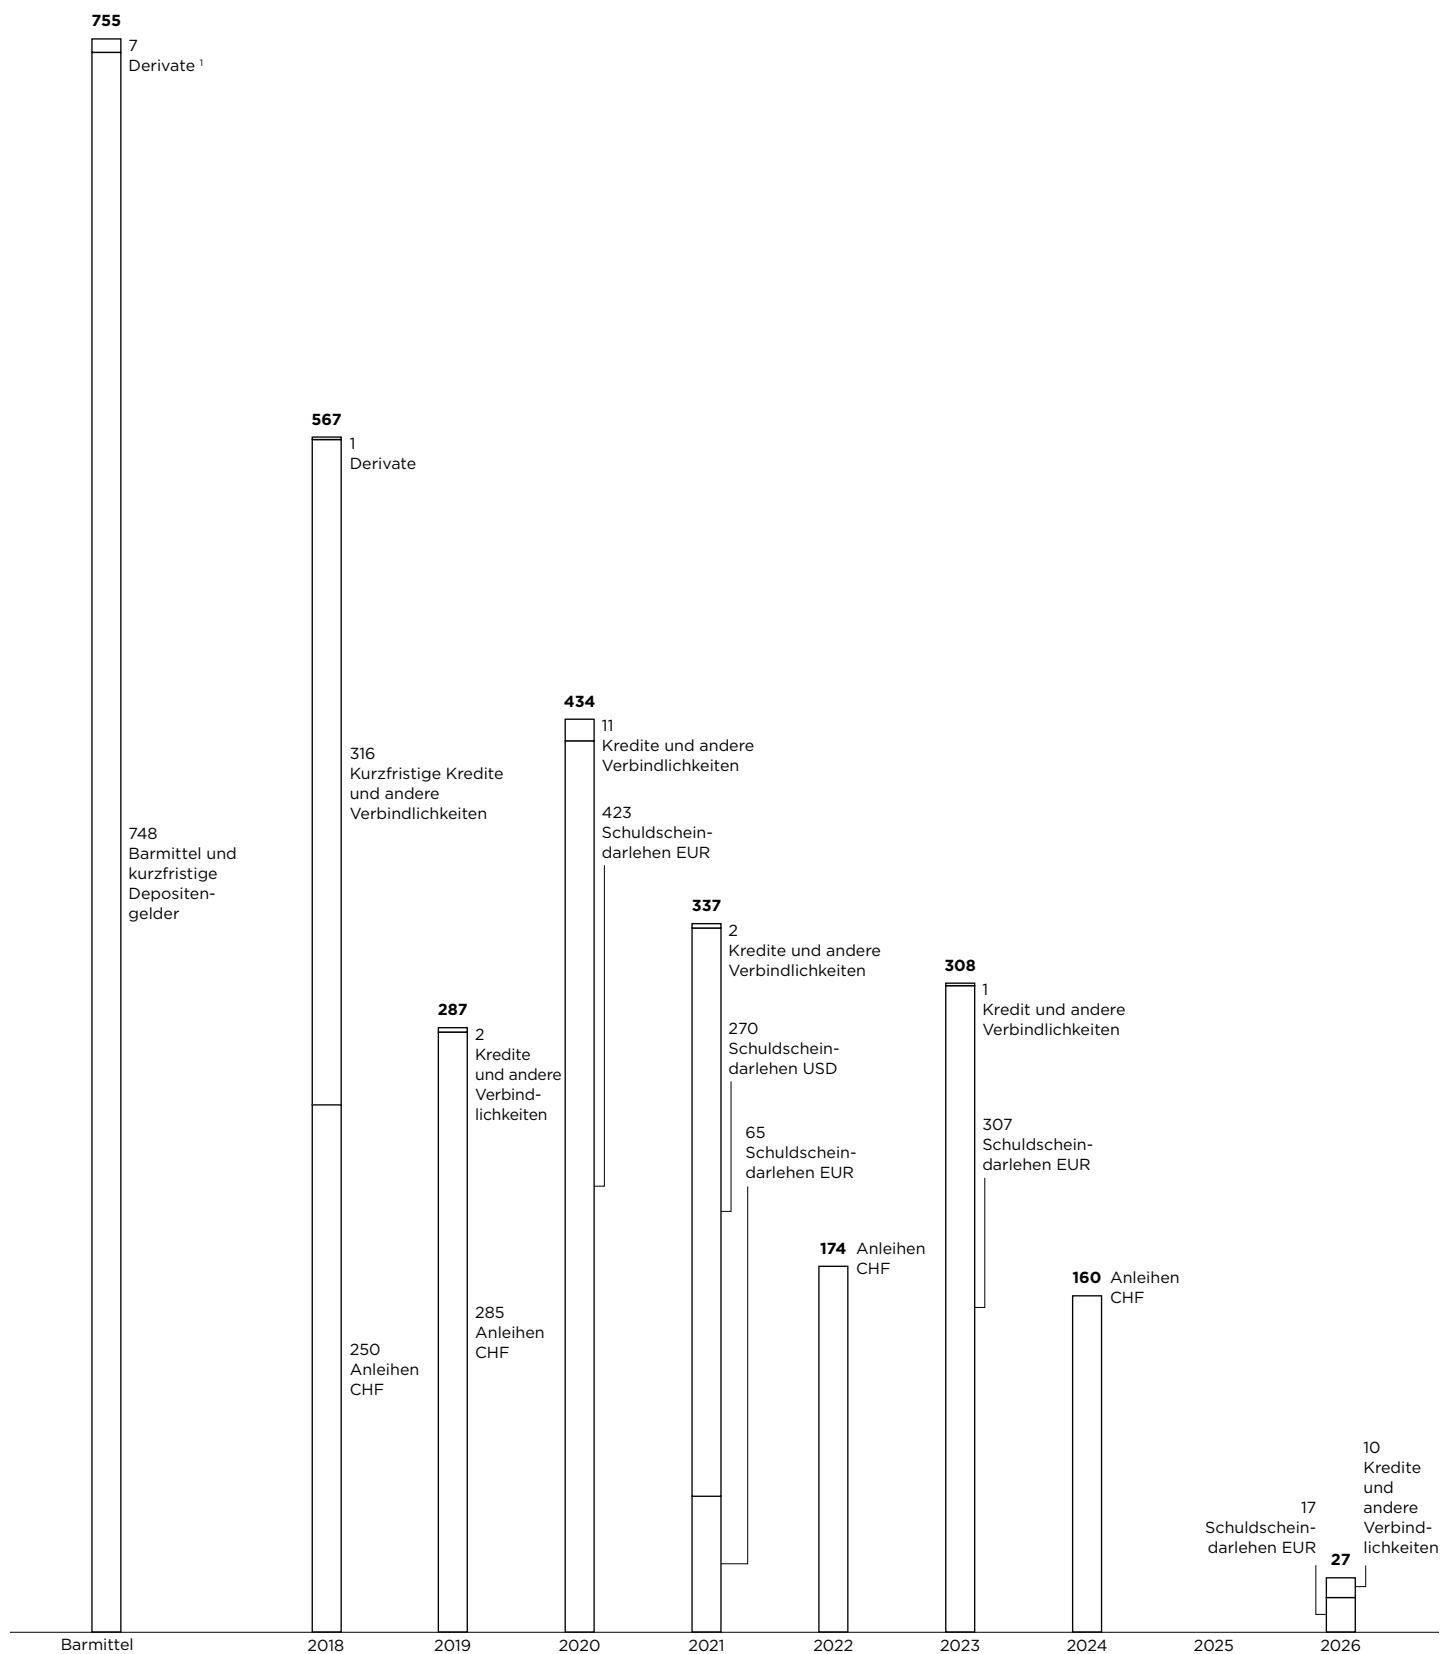 755
7
Derivate ¹
748
Barmittel und
kurzfristige
Depositen-
gelder
567
1
Derivate
316
Kurzfristige Kredite
und andere
Verbindlichkeiten
250
Anleihen
CHF
287
2
Kredite
und andere
Verbind-
lichkeiten
285
Anleihen
CHF
434
11
Kredite und andere
Verbindlichkeiten
423
Schuldschein-
darlehen EUR
337
2
Kredite und andere
Verbindlichkeiten
270
Schuldschein-
darlehen USD
65
Schuldschein-
darlehen EUR
174 Anleihen
CHF
308
1
Kredit und andere
Verbindlichkeiten
307
Schuldschein-
darlehen EUR
160 Anleihen
CHF
17
Schuldschein-
darlehen EUR
27
10
Kredite
und
andere
Verbind-
lichkeiten
Barmittel 2018 2019 2020 2021 2022 2023 2024 2025 2026